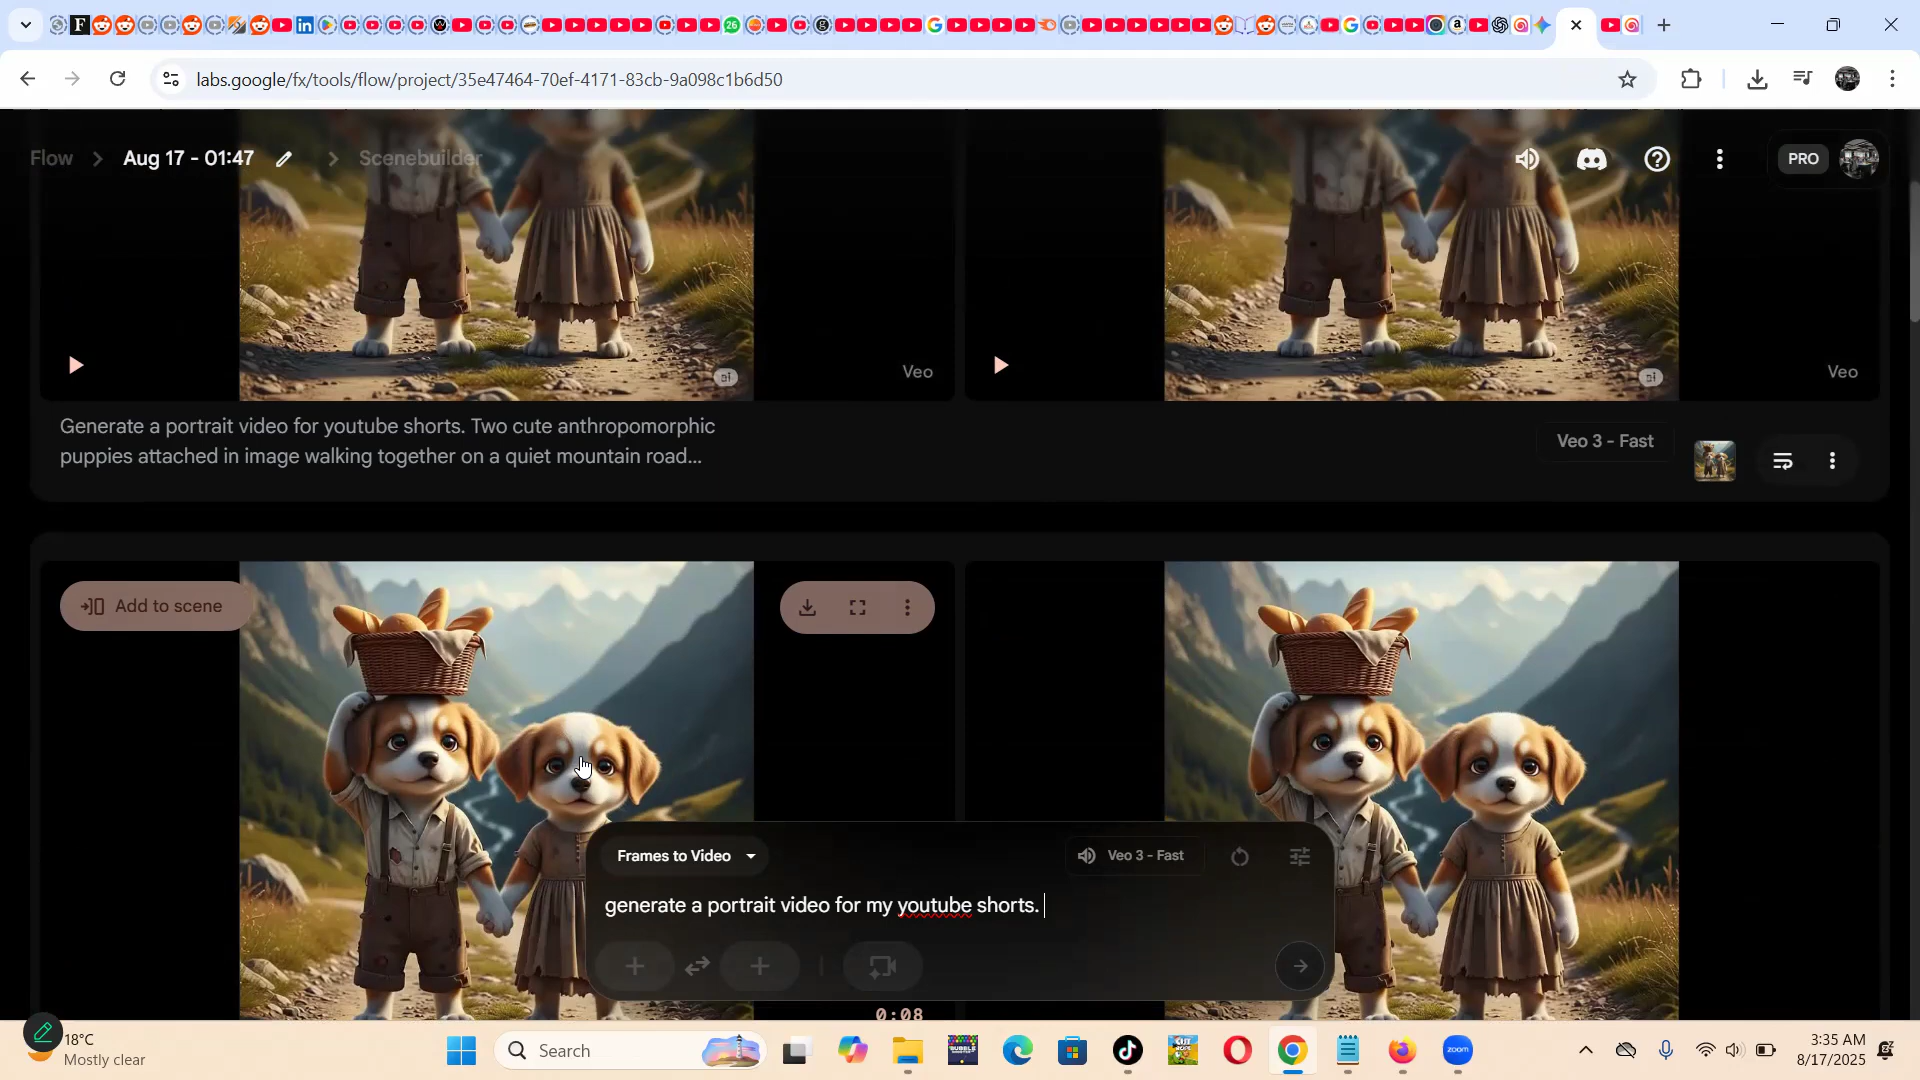 26
labs.google/fx/tools/flow/project/35e47464-70ef-4171-83cb-9a098c1b6d50
Flow > Aug 17 - 01:47 > Scenebuilder
PRO
Veo
Veo
Generate a portrait video for youtube shorts. Two cute anthropomorphic
puppies attached in image walking together on a quiet mountain road...
Veo 3 - Fast
Add to scene
Frames to Video
Veo 3 - Fast
generate a portrait video for my youtube shorts.
0:08
18°C
Mostly clear
Search
zoom
3:35 AM
8/17/2025